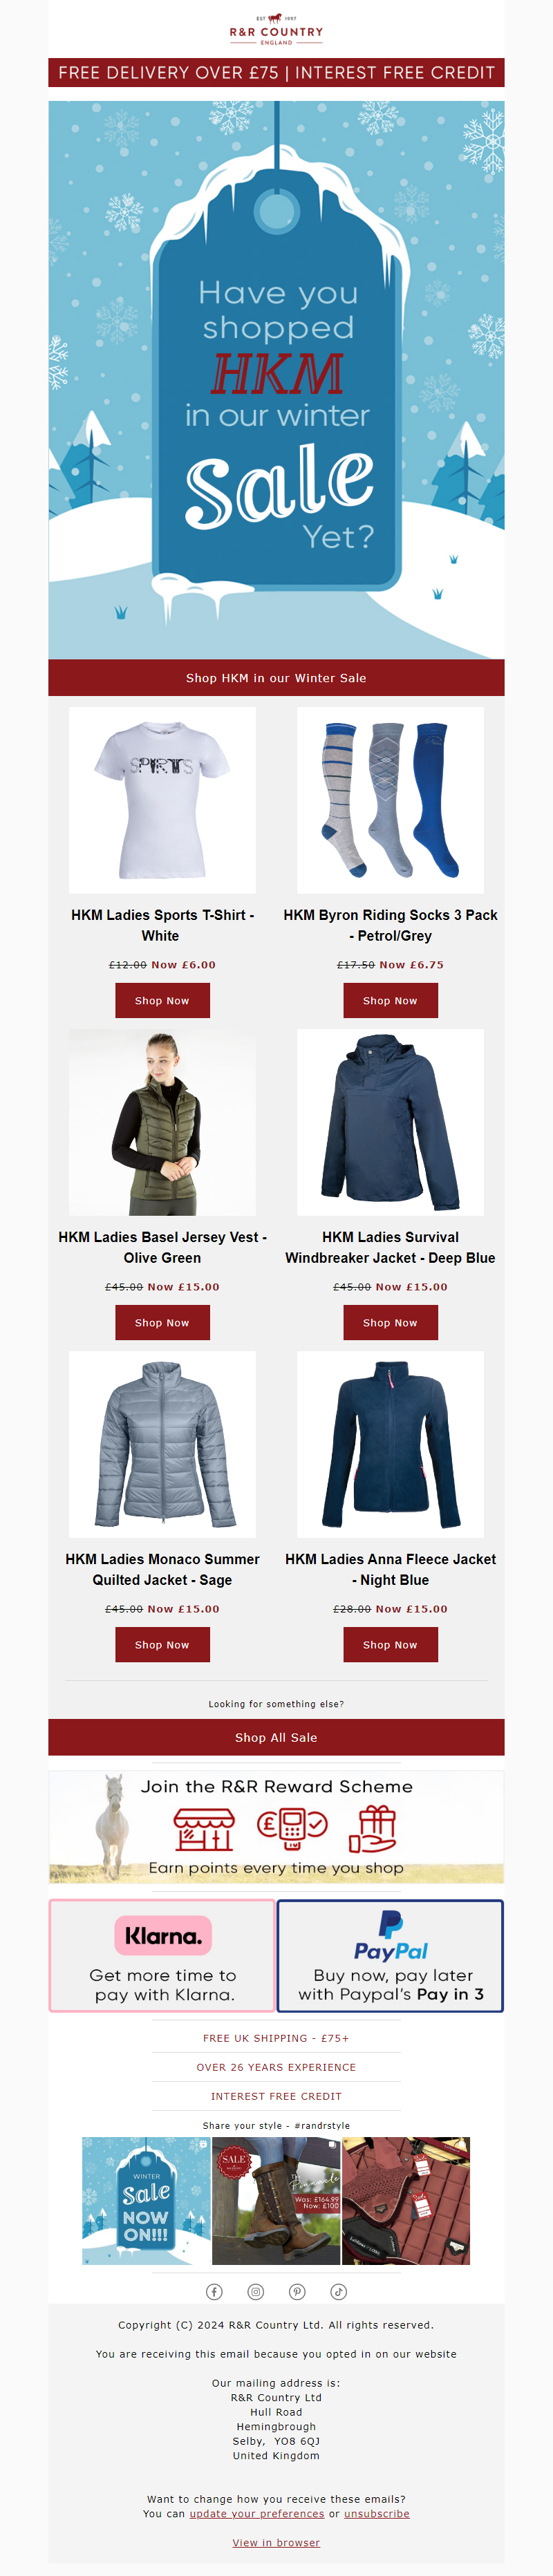 EST 1997
R&R COUNTRY
ENGLAND
FREE DELIVERY OVER £75 | INTEREST FREE CREDIT
Have you
shopped
HKM
in our winter
Sale
Yet?
Shop HKM in our Winter Sale
SPORTS
HKM Ladies Sports T-Shirt -
White
£12.00 Now £6.00
Shop Now
HKM Byron Riding Socks 3 Pack
- Petrol/Grey
£17.50 Now £6.75
Shop Now
HKM Ladies Basel Jersey Vest -
Olive Green
£45.00 Now £15.00
Shop Now
HKM Ladies Survival
Windbreaker Jacket - Deep Blue
£45.00 Now £15.00
Shop Now
HKM Ladies Monaco Summer
Quilted Jacket - Sage
£45.00 Now £15.00
Shop Now
HKM Ladies Anna Fleece Jacket
- Night Blue
£28.00 Now £15.00
Shop Now
Looking for something else?
Shop All Sale
Join the R&R Reward Scheme
Earn points every time you shop
Klarna.
Get more time to
pay with Klarna.
PayPal
Buy now, pay later
with Paypal's Pay in 3
FREE UK SHIPPING - £75+
OVER 26 YEARS EXPERIENCE
INTEREST FREE CREDIT
Share your style - #randrstyle
WINTER
Sale
NOW
ON!!!
SALE
The
Pinnacle
Was: £164.99
Now: £100
Copyright (C) 2024 R&R Country Ltd. All rights reserved.
You are receiving this email because you opted in on our website
Our mailing address is:
R&R Country Ltd
Hull Road
Hemingbrough
Selby, YO8 6QJ
United Kingdom
Want to change how you receive these emails?
You can update your preferences or unsubscribe
View in browser